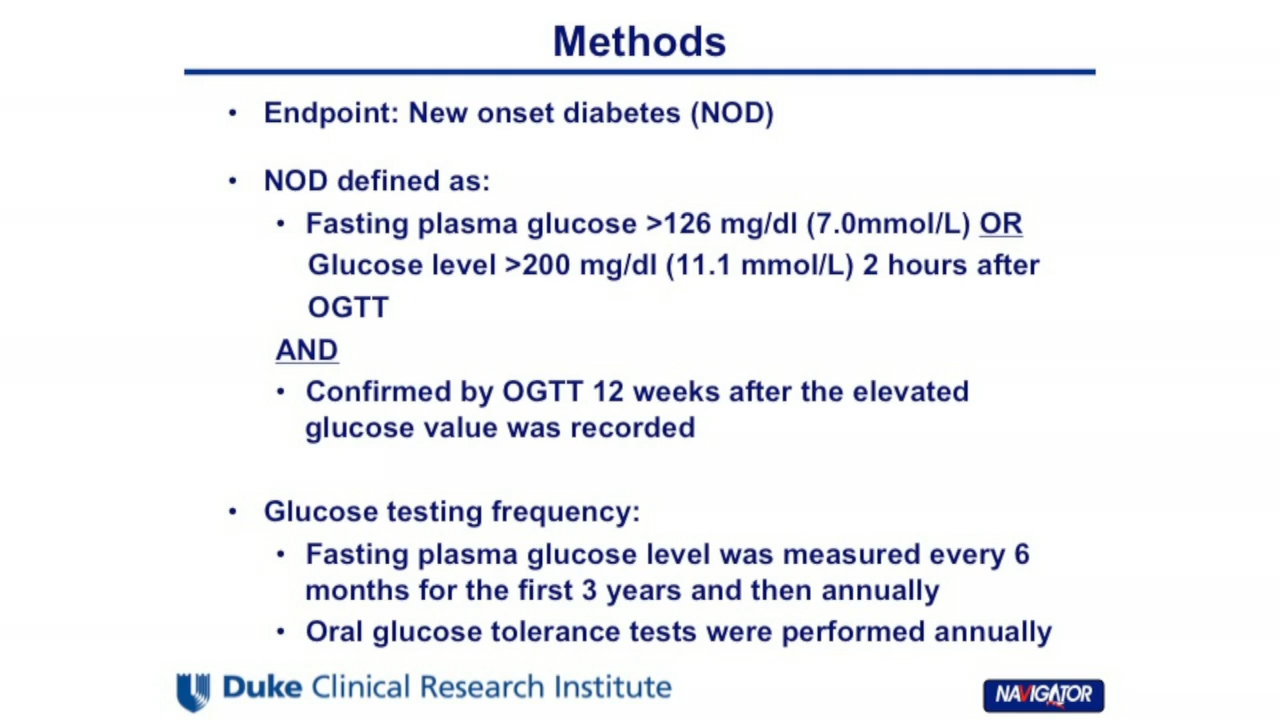 Methods
• Endpoint: New onset diabetes (NOD)
• NOD defined as:
• Fasting plasma glucose >126 mg/dl (7.0mmol/L) OR
Glucose level >200 mg/dl (11.1 mmol/L) 2 hours after
OGTT
AND
• Confirmed by OGTT 12 weeks after the elevated
glucose value was recorded
• Glucose testing frequency:
• Fasting plasma glucose level was measured every 6
months for the first 3 years and then annually
• Oral glucose tolerance tests were performed annually
Duke Clinical Research Institute
NAVIGATOR